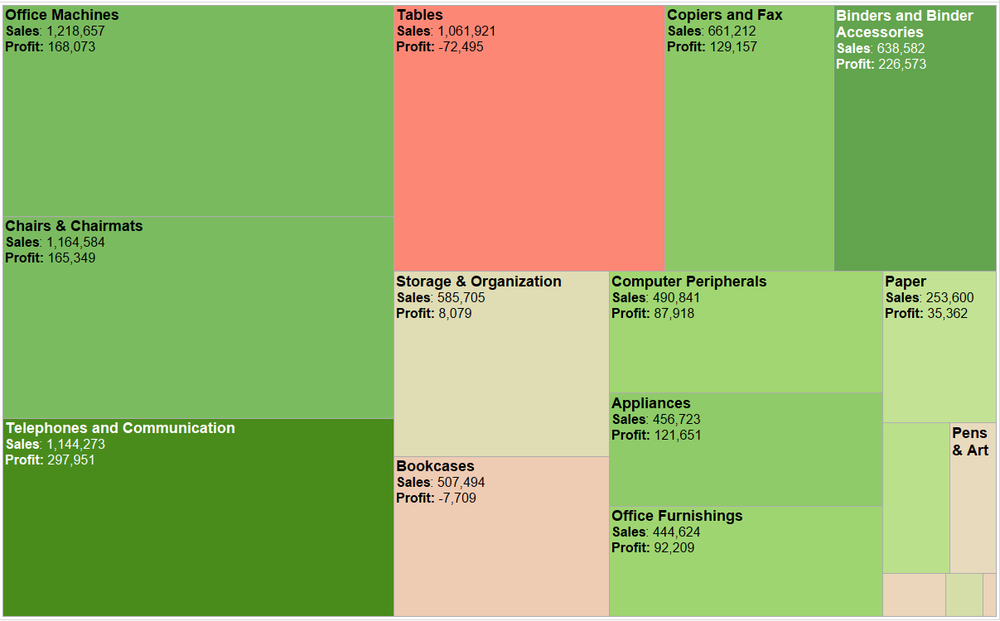 Office Machines
Sales: 1,218,657
Profit: 168,073
Chairs & Chairmats
Sales: 1,164,584
Profit: 165,349
Telephones and Communication
Sales: 1,144,273
Profit: 297,951
Tables
Sales: 1,061,921
Profit: -72,495
Copiers and Fax
Sales: 661,212
Profit: 129,157
Binders and Binder
Accessories
Sales: 638,582
Profit: 226,573
Storage & Organization
Sales: 585,705
Profit: 8,079
Bookcases
Sales: 507,494
Profit: -7,709
Computer Peripherals
Sales: 490,841
Profit: 87,918
Appliances
Sales: 456,723
Profit: 121,651
Office Furnishings
Sales: 444,624
Profit: 92,209
Paper
Sales: 253,600
Profit: 35,362
Pens
& Art